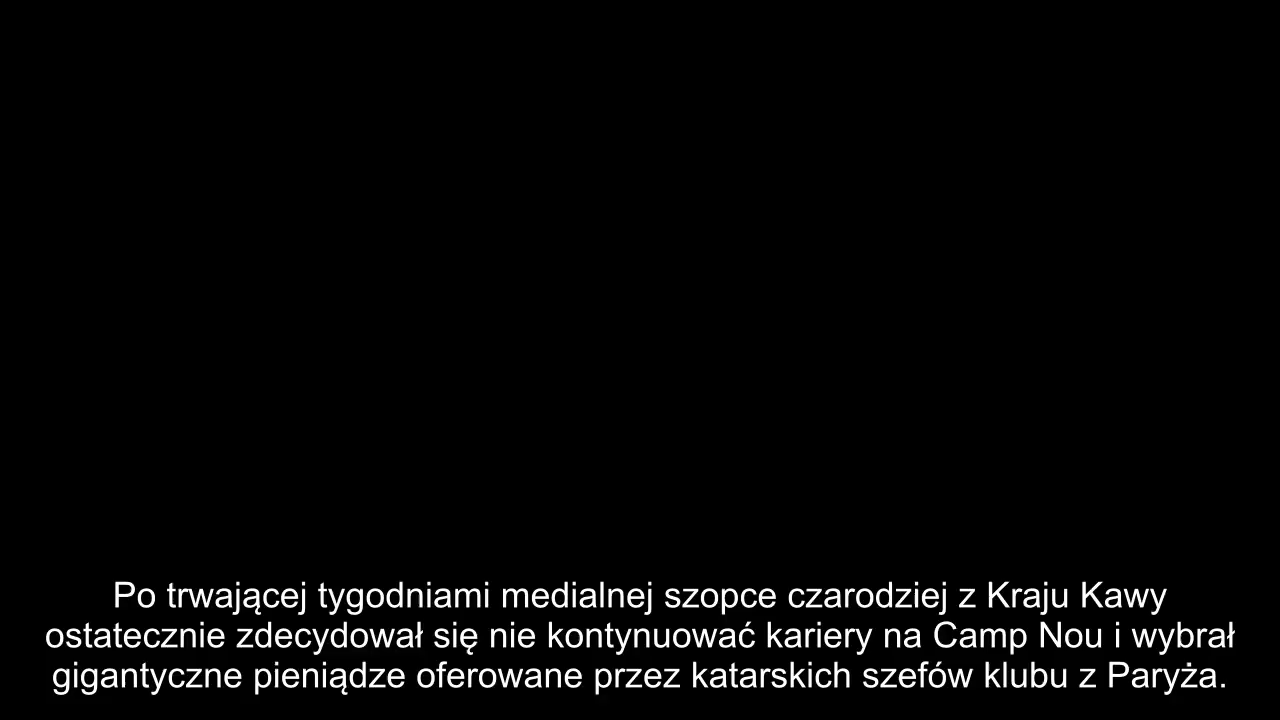 Po trwającej tygodniami medialnej szopce czarodziej z Kraju Kawy
ostatecznie zdecydował się nie kontynuować kariery na Camp Nou i wybrał
gigantyczne pieniądze oferowane przez katarskich szefów klubu z Paryża.